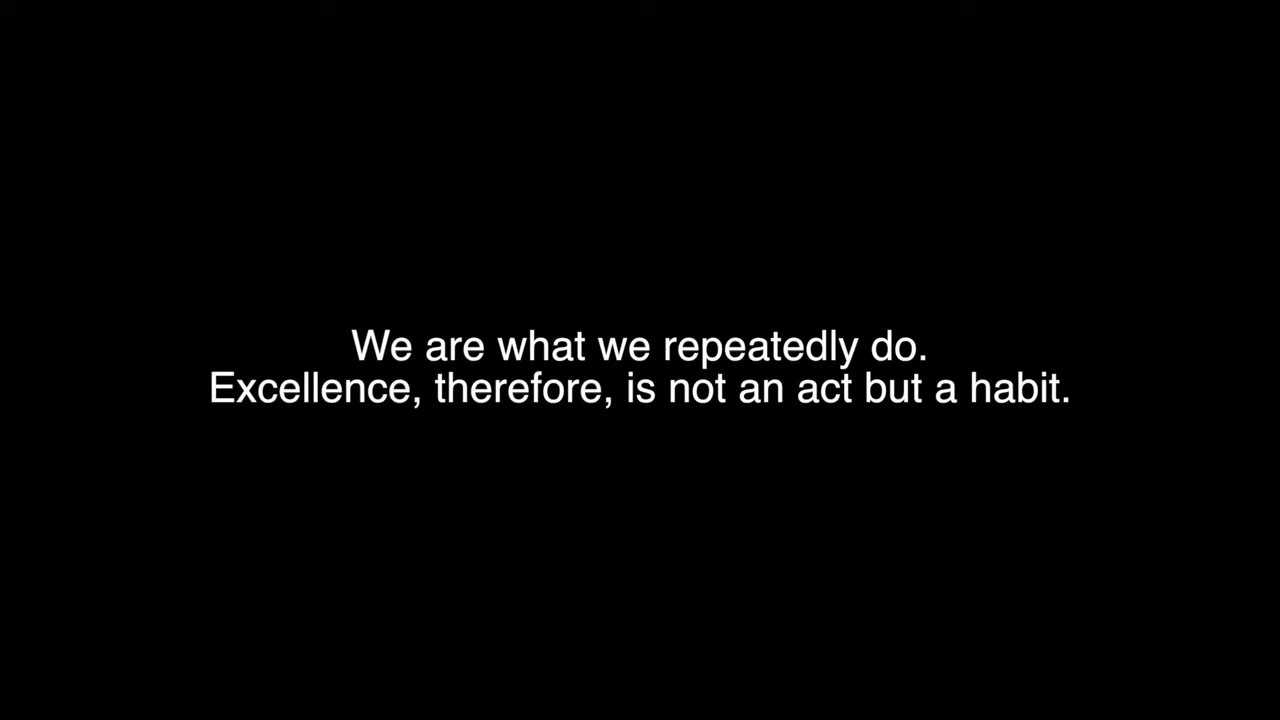 We are what we repeatedly do.
Excellence, therefore, is not an act but a habit.